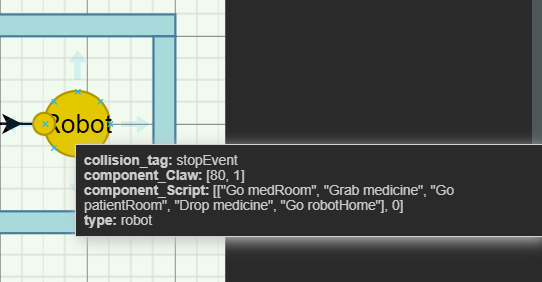 Robot
collision_tag: stopEvent
component_Claw: [80, 1]
component_Script: [["Go medRoom", "Grab medicine", "Go
patientRoom", "Drop medicine", "Go robotHome"], 0]
type: robot